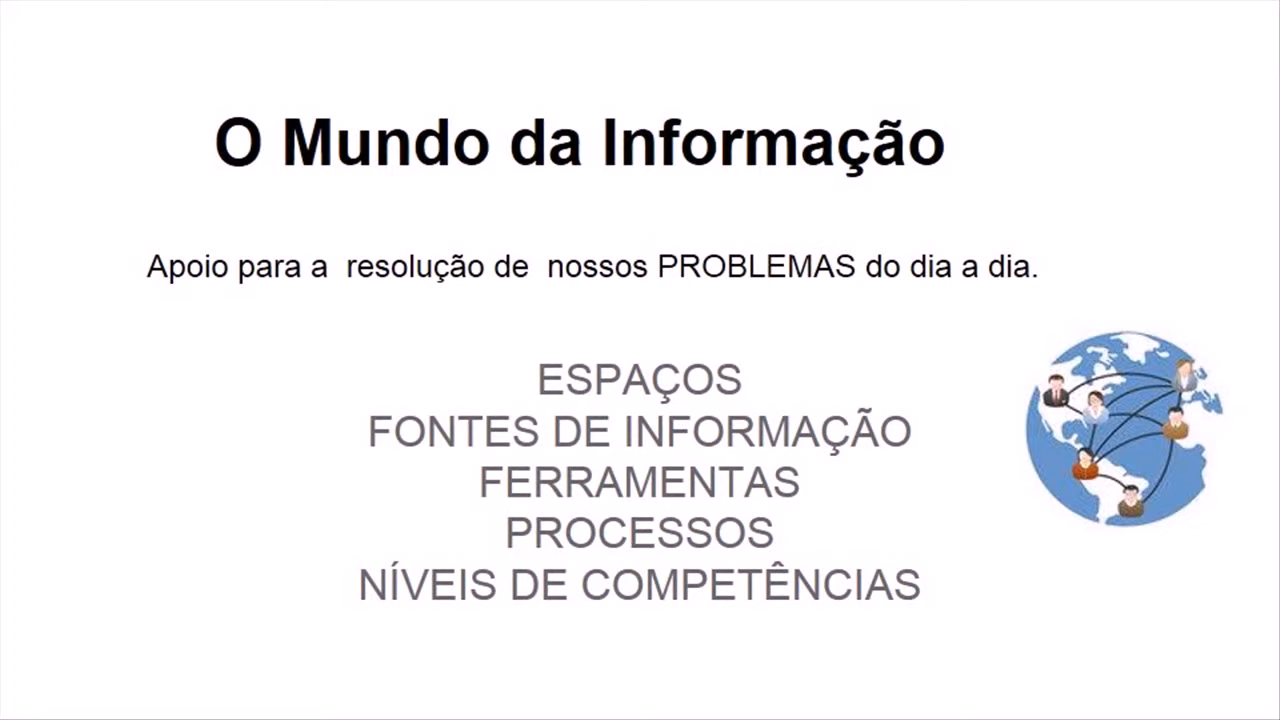 O Mundo da Informação
Apoio para a resolução de nossos PROBLEMAS do dia a dia.
ESPAÇOS
FONTES DE INFORMAÇÃO
FERRAMENTAS
PROCESSOS
NÍVEIS DE COMPETÊNCIAS